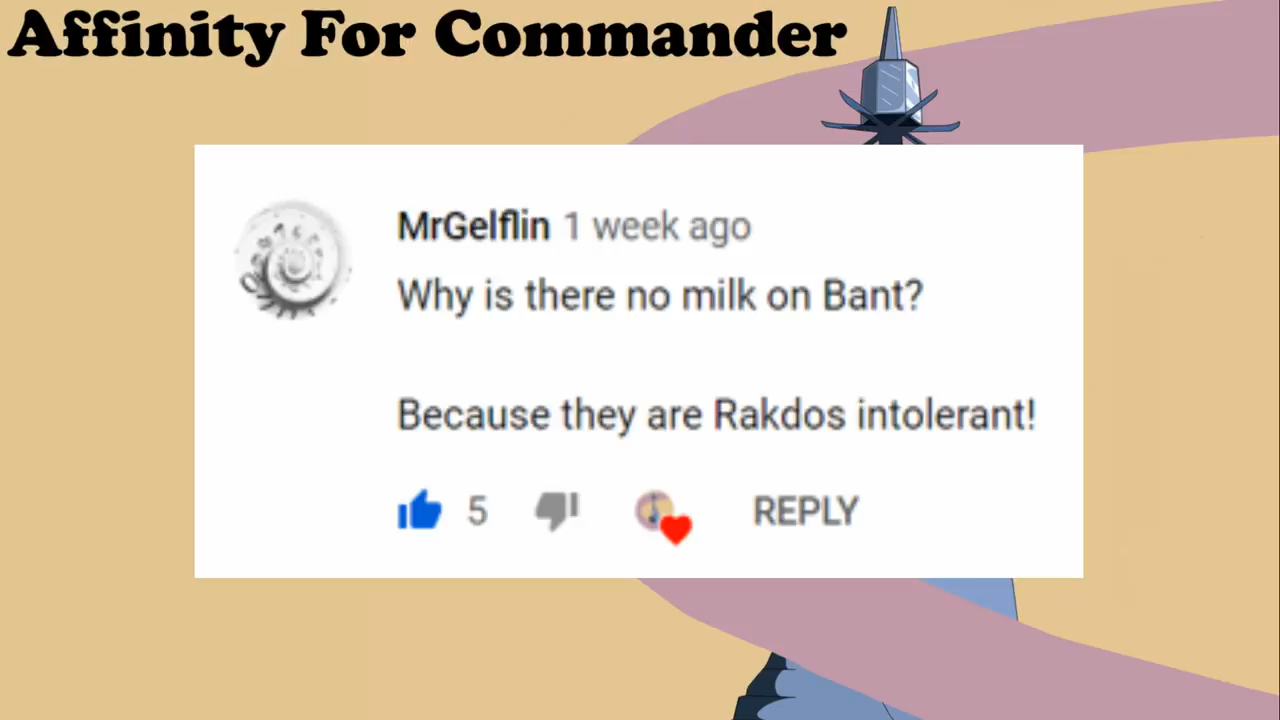 Affinity For Commander
MrGelflin 1 week ago
Why is there no milk on Bant?
Because they are Rakdos intolerant!
5 REPLY